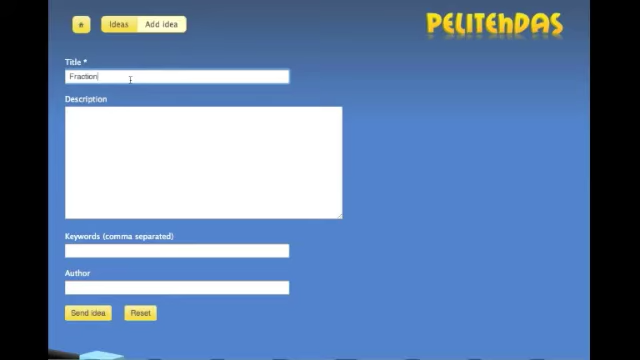 Ideas Add idea
PELITEHDAS
Title *
Fraction
Description
Keywords (comma separated)
Author
Send idea Reset